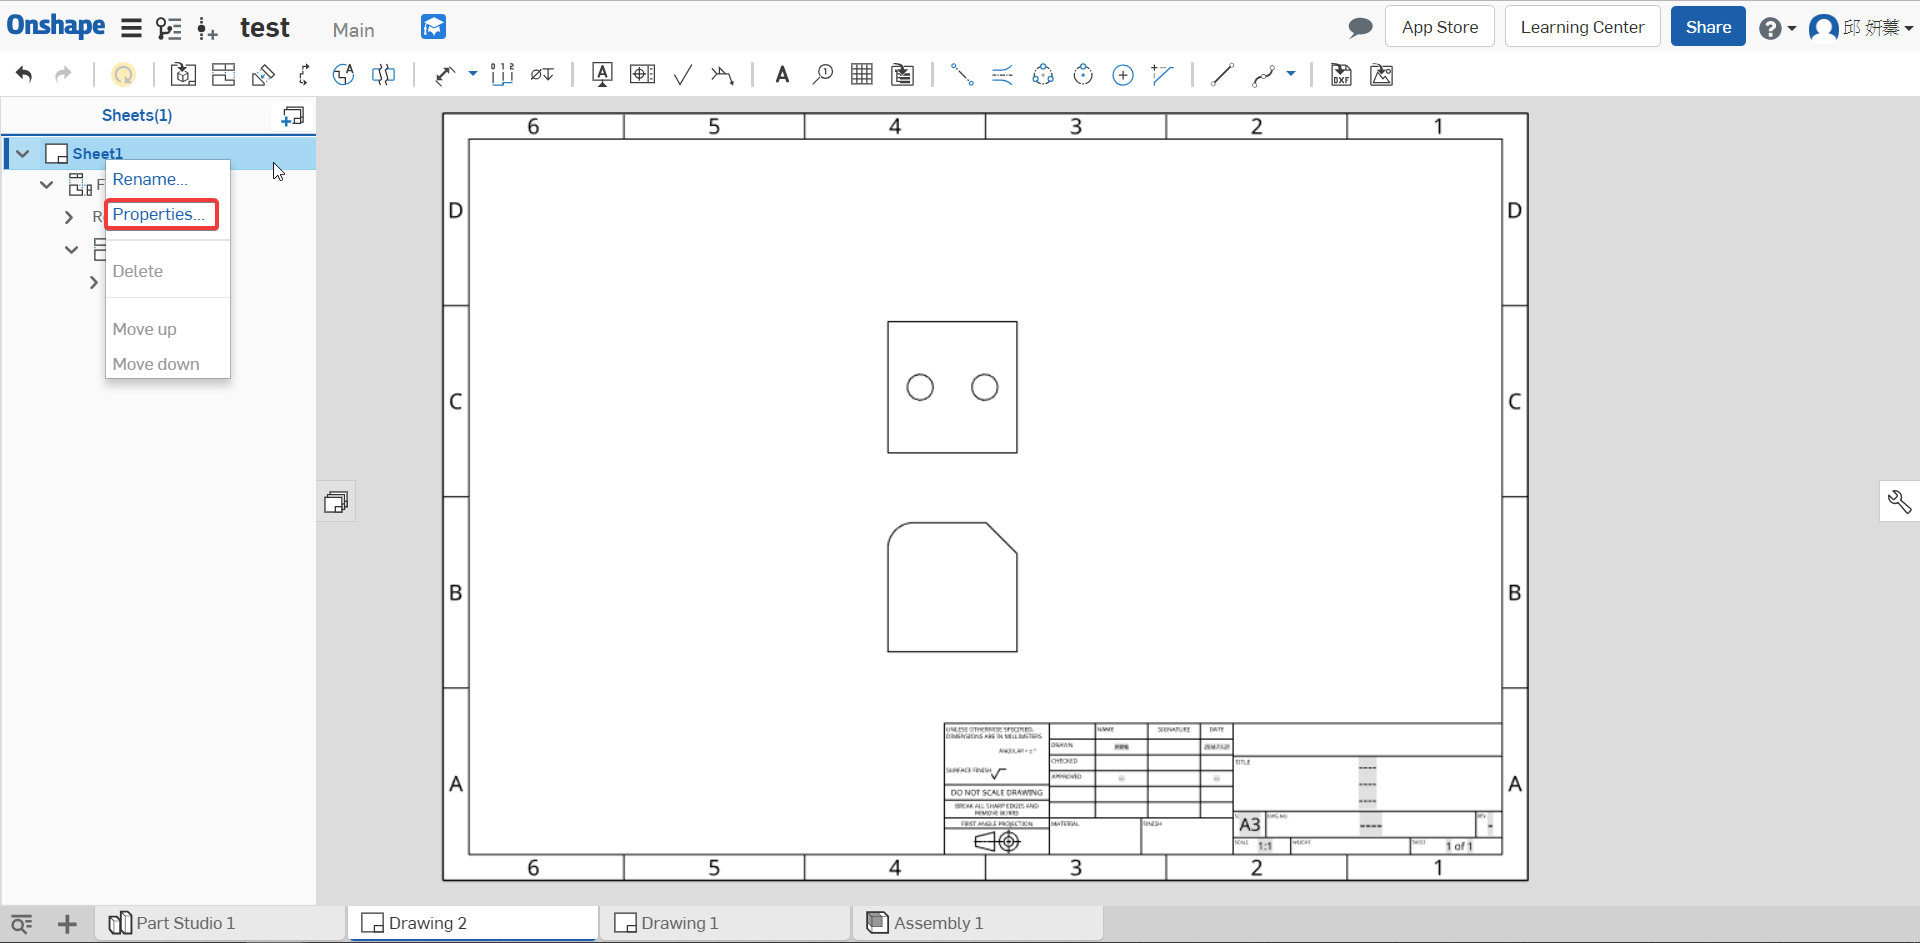 Onshape test Main App Store Learning Center Share ? 邱 妍蓁
Sheets(1)
Sheet1
Rename...
Properties...
Delete
Move up
Move down
6 5 4 3 2 1
D D
C C
B B
A A
6 5 4 3 2 1
UNLESS OTHERWISE SPECIFIED,
DIMENSIONS ARE IN MILLIMETERS
ANGULAR = ± °
SURFACE FINISH
DO NOT SCALE DRAWING
BREAK ALL SHARP EDGES AND
REMOVE BURRS
FIRST ANGLE PROJECTION
NAME SIGNATURE DATE
DRAWN
CHECKED
APPROVED
MATERIAL FINISH
TITLE
----
----
----
A3 DWG NO. ---- REV -
SCALE 1:1 WEIGHT SHEET 1 of 1
Part Studio 1 Drawing 2 Drawing 1 Assembly 1